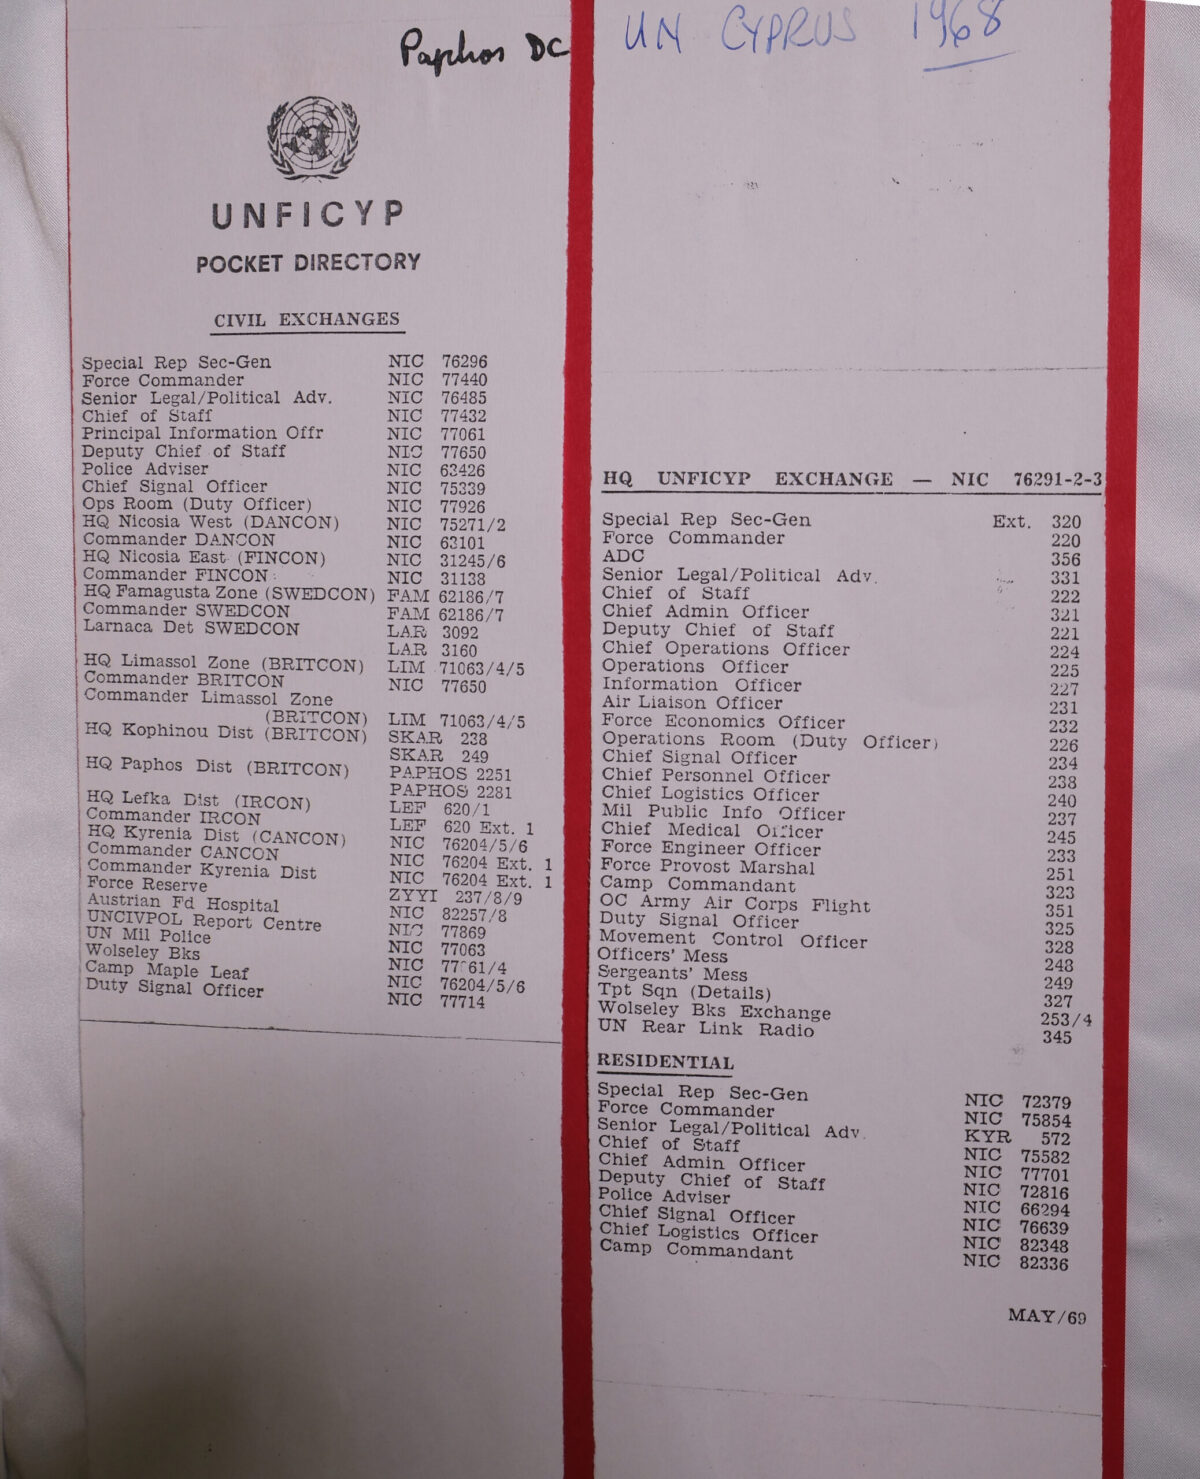 Paphos DC
UNFICYP
POCKET DIRECTORY
CIVIL EXCHANGES
Special Rep Sec-Gen NIC 76296
Force Commander NIC 77440
Senior Legal/Political Adv. NIC 76485
Chief of Staff NIC 77432
Principal Information Offr NIC 77061
Deputy Chief of Staff NIC 77650
Police Adviser NIC 63426
Chief Signal Officer NIC 75339
Ops Room (Duty Officer) NIC 77926
HQ Nicosia West (DANCON) NIC 75271/2
Commander DANCON NIC 63101
HQ Nicosia East (FINCON) NIC 31245/6
Commander FINCON NIC 31138
HQ Famagusta Zone (SWEDCON) FAM 62186/7
Commander SWEDCON FAM 62186/7
Larnaca Det SWEDCON LAR 3092
LAR 3160
HQ Limassol Zone (BRITCON) LIM 71063/4/5
Commander BRITCON NIC 77650
Commander Limassol Zone
(BRITCON) LIM 71063/4/5
HQ Kophinou Dist (BRITCON) SKAR 238
SKAR 249
HQ Paphos Dist (BRITCON) PAPHOS 2251
PAPHOS 2281
HQ Lefka Dist (IRCON) LEF 620/1
Commander IRCON LEF 620 Ext. 1
HQ Kyrenia Dist (CANCON) NIC 76204/5/6
Commander CANCON NIC 76204 Ext. 1
Commander Kyrenia Dist NIC 76204 Ext. 1
Force Reserve ZYYI 237/8/9
Austrian Fd Hospital NIC 82257/8
UNCIVPOL Report Centre NIC 77869
UN Mil Police NIC 77063
Wolseley Bks NIC
Camp Maple Leaf NIC 76204/5/6
Duty Signal Officer NIC 77714
UN CYPRUS 1968
HQ UNFICYP EXCHANGE — NIC 76291-2-3
Special Rep Sec-Gen Ext. 320
Force Commander 220
ADC 356
Senior Legal/Political Adv. 331
Chief of Staff 222
Chief Admin Officer 321
Deputy Chief of Staff 221
Chief Operations Officer 224
Operations Officer 225
Information Officer 227
Air Liaison Officer 231
Force Economics Officer 232
Operations Room (Duty Officer) 226
Chief Signal Officer 234
Chief Personnel Officer 238
Chief Logistics Officer 240
Mil Public Info Officer 237
Chief Medical Officer 245
Force Engineer Officer 233
Force Provost Marshal 251
Camp Commandant 323
OC Army Air Corps Flight 351
Duty Signal Officer 325
Movement Control Officer 328
Officers' Mess 248
Sergeants' Mess 249
Tpt Sqn (Details) 327
Wolseley Bks Exchange 253/4
UN Rear Link Radio 345
RESIDENTIAL
Special Rep Sec-Gen NIC 72379
Force Commander NIC 75854
Senior Legal/Political Adv. KYR 572
Chief of Staff NIC 75582
Chief Admin Officer NIC 77701
Deputy Chief of Staff NIC 72816
Police Adviser NIC 66294
Chief Signal Officer NIC 76639
Chief Logistics Officer NIC 82348
Camp Commandant NIC 82336
MAY/69